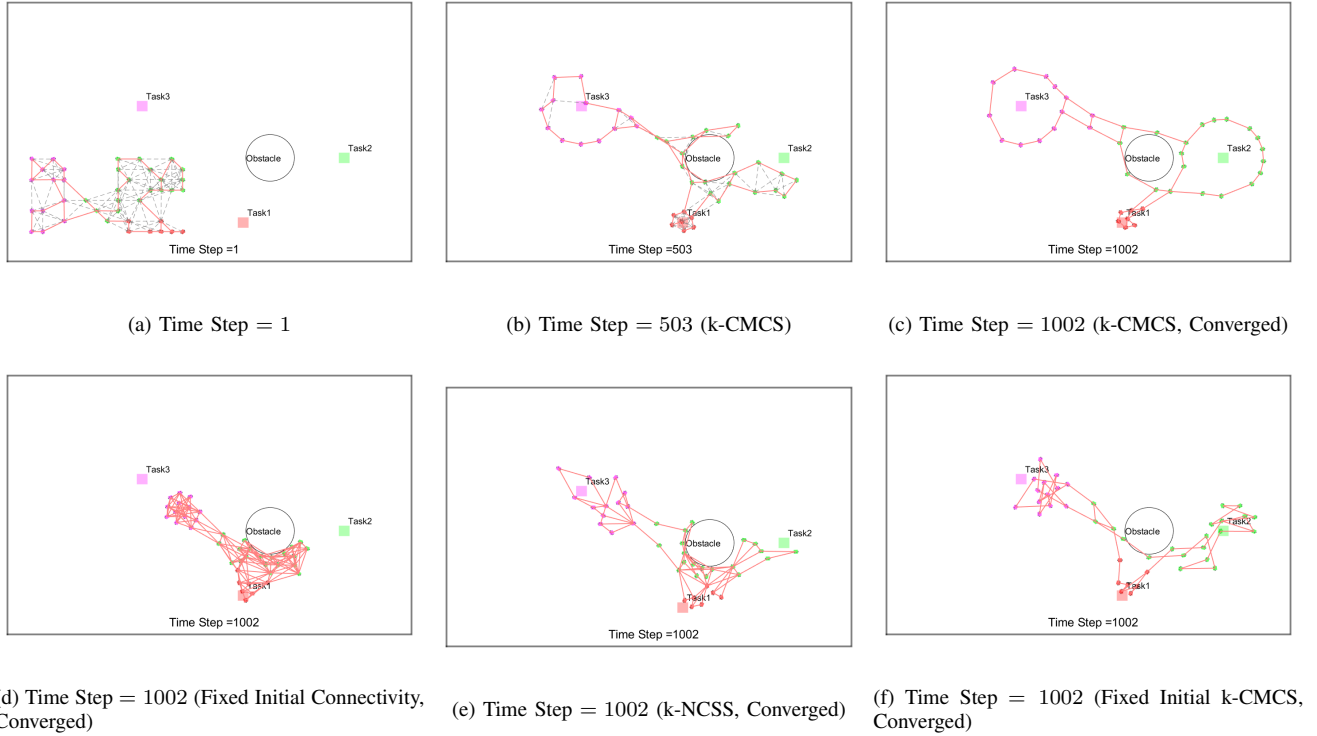 Task3
Obstacle
Task2
Task1
Time Step =1
(a) Time Step = 1
Task3
Obstacle
Task2
Task1
Time Step =503
(b) Time Step = 503 (k-CMCS)
Task3
Obstacle
Task2
Task1
Time Step =1002
(c) Time Step = 1002 (k-CMCS, Converged)
Task3
Obstacle
Task2
Task1
Time Step =1002
d) Time Step = 1002 (Fixed Initial Connectivity,
Converged)
Task3
Obstacle
Task2
Task1
Time Step =1002
(e) Time Step = 1002 (k-NCSS, Converged)
Task3
Obstacle
Task2
Task1
Time Step =1002
(f) Time Step = 1002 (Fixed Initial k-CMCS,
Converged)